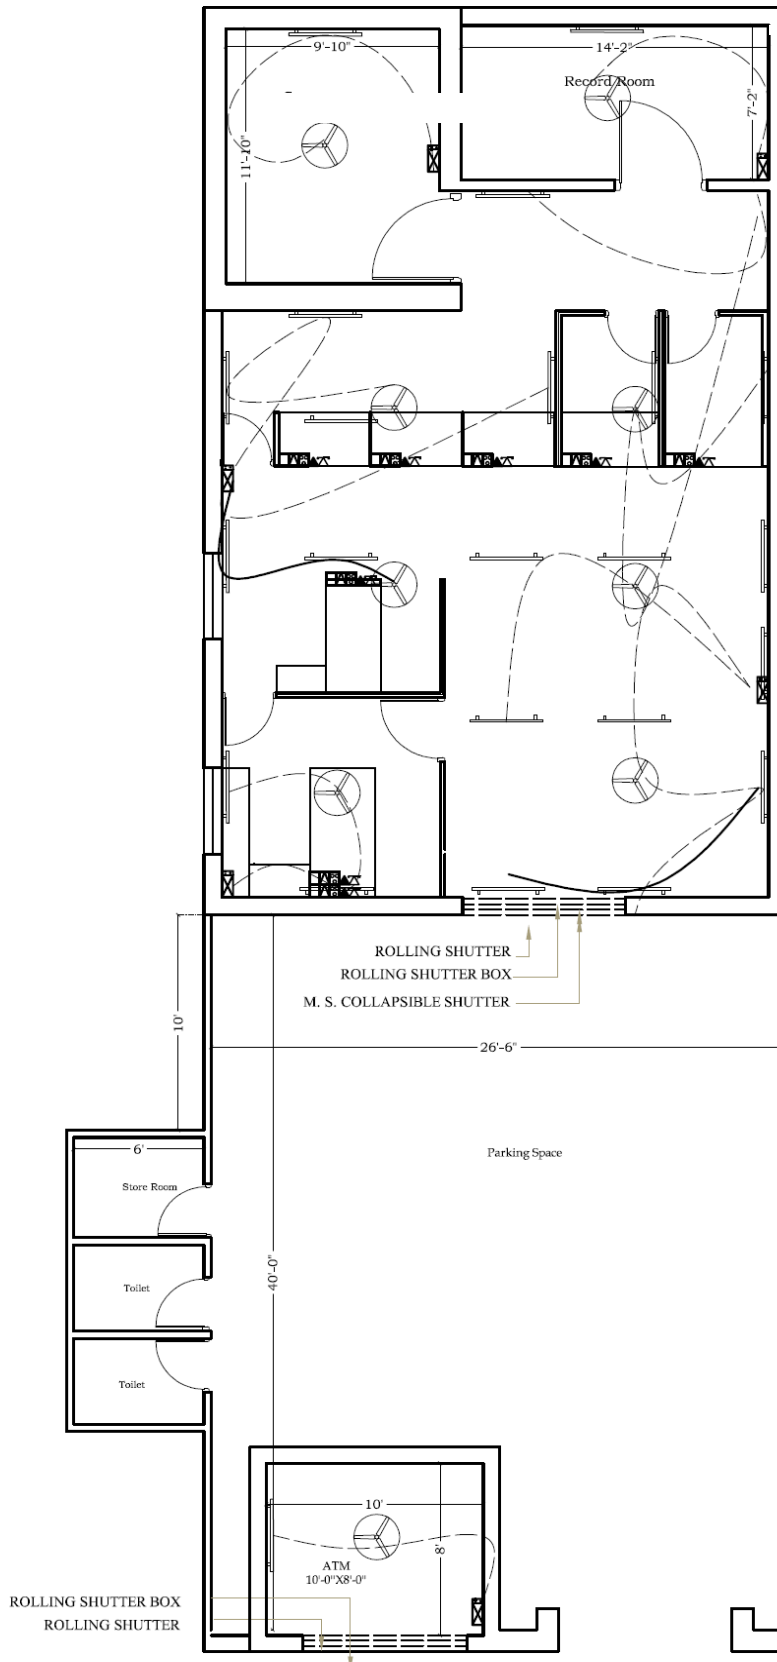 9'-10"
14'-2"
Record Room
7'-2"
11'-10"
ROLLING SHUTTER
ROLLING SHUTTER BOX
M. S. COLLAPSIBLE SHUTTER
10'
26'-6"
6'
Parking Space
Store Room
40'-0"
Toilet
Toilet
10'
8'
ATM
10'-0"X8'-0"
ROLLING SHUTTER BOX
ROLLING SHUTTER